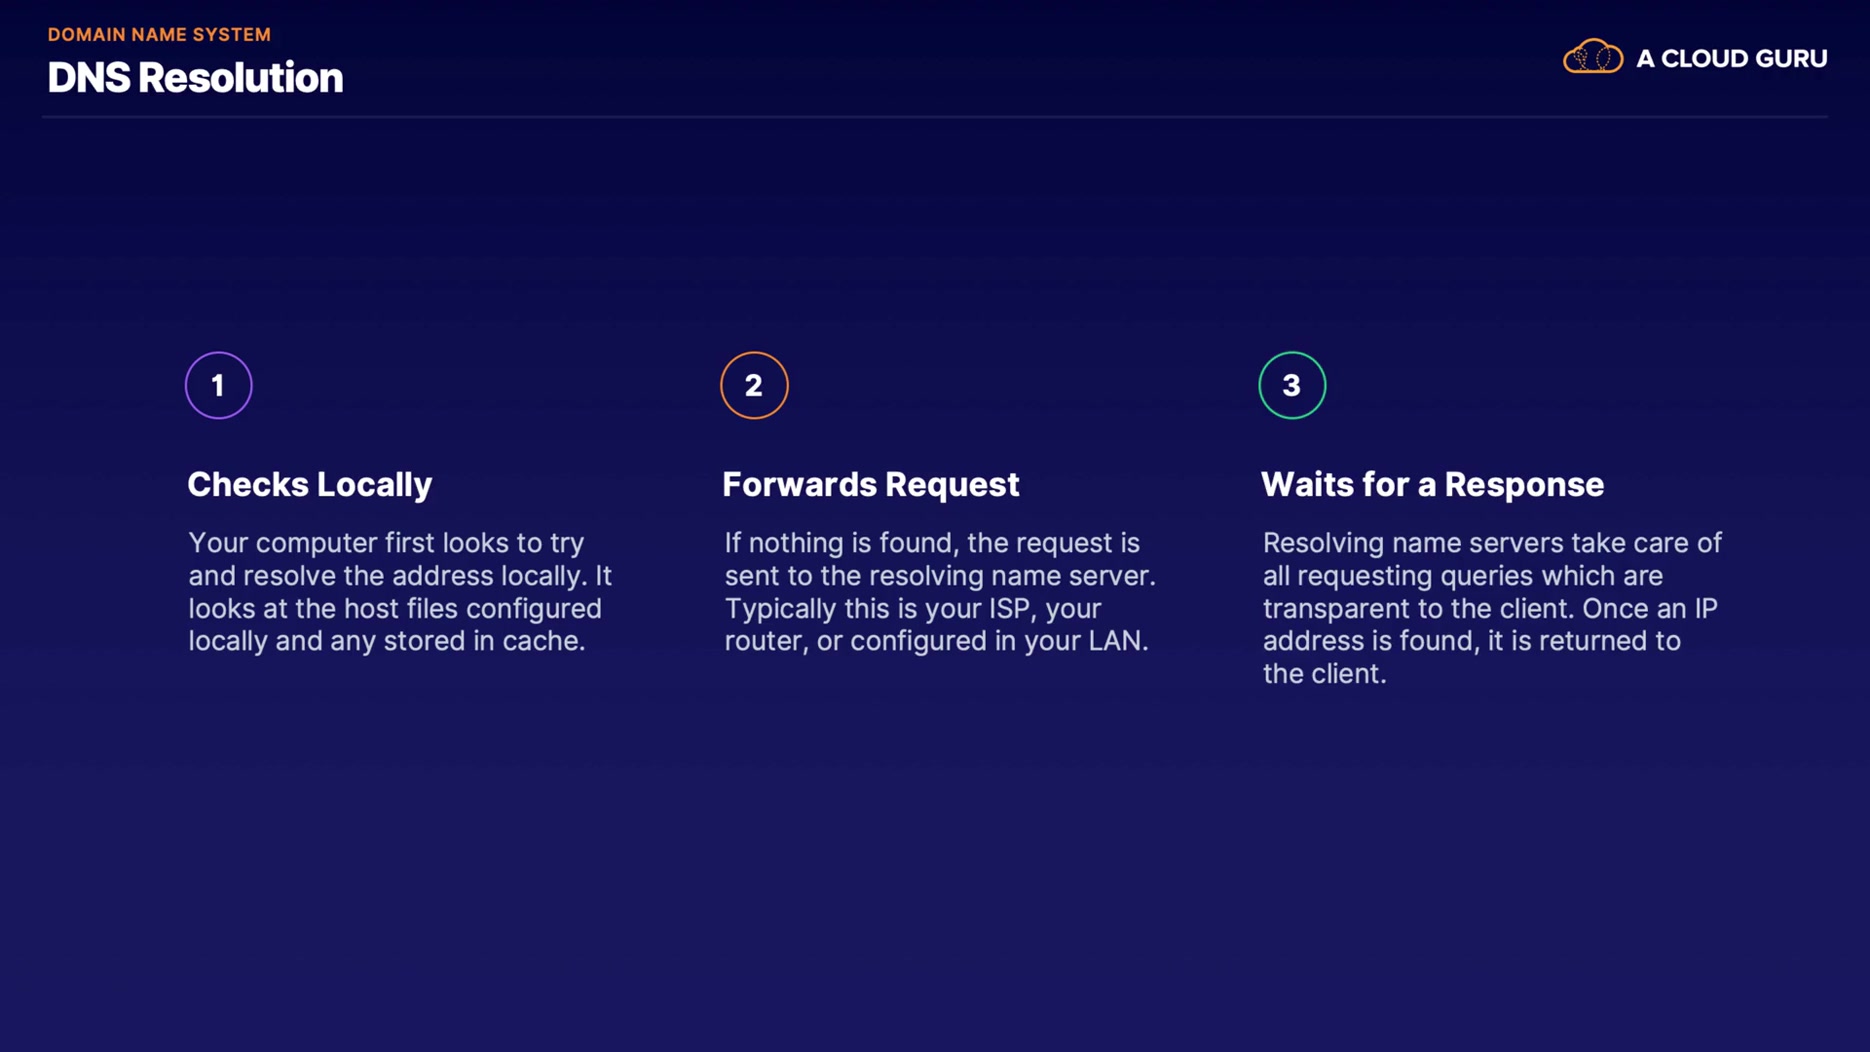 DOMAIN NAME SYSTEM
DNS Resolution
A CLOUD GURU
1
Checks Locally
Your computer first looks to try
and resolve the address locally. It
looks at the host files configured
locally and any stored in cache.
2
Forwards Request
If nothing is found, the request is
sent to the resolving name server.
Typically this is your ISP, your
router, or configured in your LAN.
3
Waits for a Response
Resolving name servers take care of
all requesting queries which are
transparent to the client. Once an IP
address is found, it is returned to
the client.